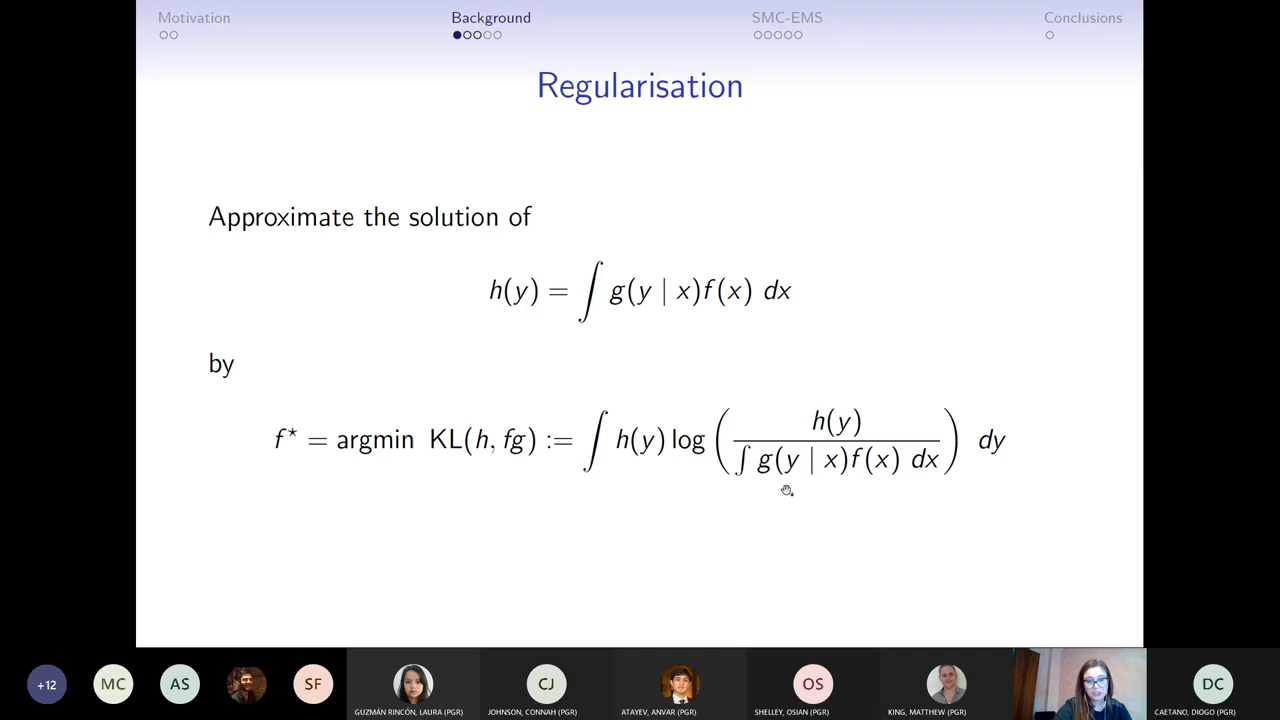 Motivation Background SMC-EMS Conclusions
Regularisation
Approximate the solution of
h(y) = ∫ g(y | x)f(x) dx
by
f⋆ = argmin KL(h, fg) := ∫ h(y) log ( h(y) / ∫ g(y | x)f(x) dx ) dy
+12 MC AS SF CJ OS DC
GUZMÁN RINCÓN, LAURA (PGR) JOHNSON, CONNAH (PGR) ATAYEV, ANVAR (PGR) SHELLEY, OSIAN (PGR) KING, MATTHEW (PGR) CAETANO, DIOGO (PGR)